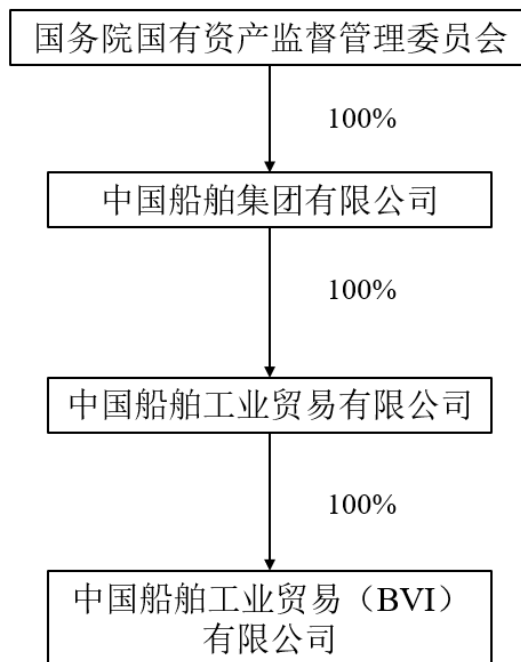 国务院国有资产监督管理委员会
100%
中国船舶集团有限公司
100%
中国船舶工业贸易有限公司
100%
中国船舶工业贸易（BVI）
有限公司